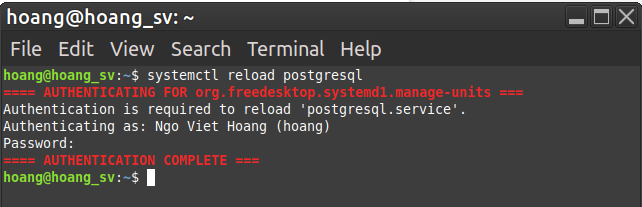 hoang@hoang_sv: ~
File Edit View Search Terminal Help
hoang@hoang_sv:~$ systemctl reload postgresql
==== AUTHENTICATING FOR org.freedesktop.systemd1.manage-units ===
Authentication is required to reload 'postgresql.service'.
Authenticating as: Ngo Viet Hoang (hoang)
Password:
==== AUTHENTICATION COMPLETE ===
hoang@hoang_sv:~$